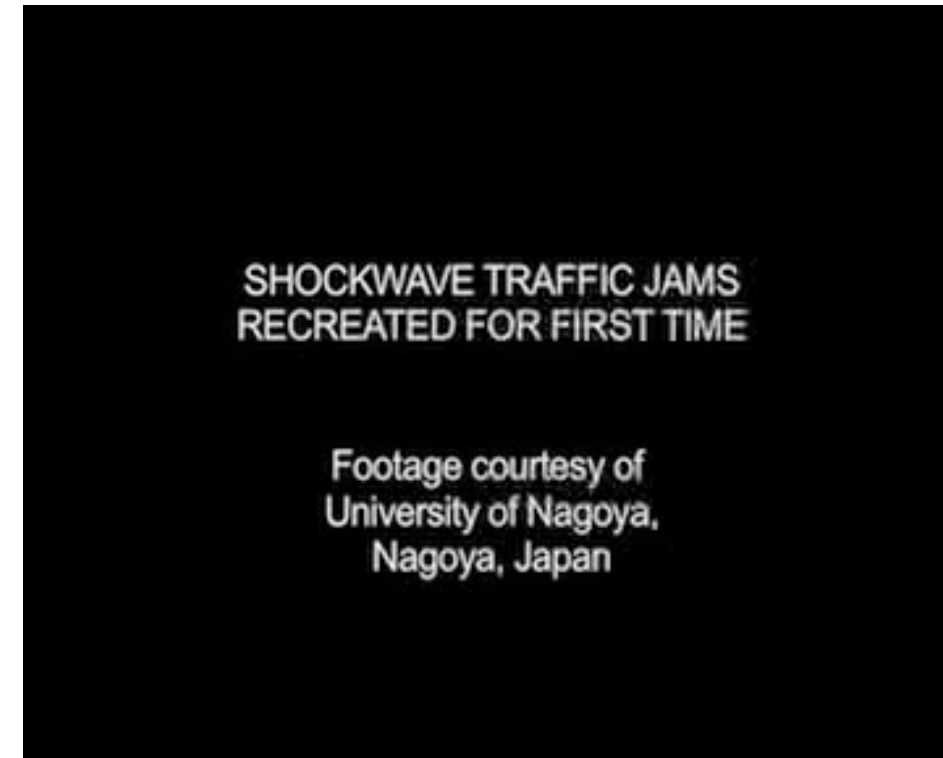 SHOCKWAVE TRAFFIC JAMS
RECREATED FOR FIRST TIME
Footage courtesy of
University of Nagoya,
Nagoya, Japan